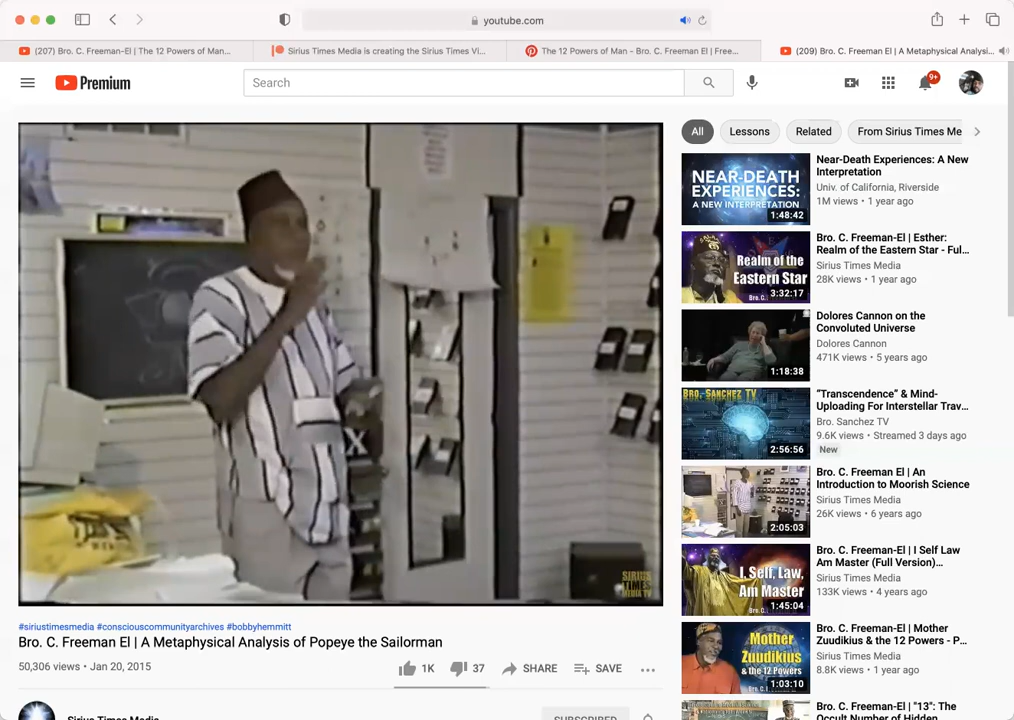 youtube.com
(207) Bro. C. Freeman-El | The 12 Powers of Man...
Sirius Times Media is creating the Sirius Times Vi...
The 12 Powers of Man - Bro. C. Freeman El | Free...
(209) Bro. C. Freeman El | A Metaphysical Analysi...
Premium
Search
9+
All
Lessons
Related
From Sirius Times Me
NEAR-DEATH
EXPERIENCES:
A NEW INTERPRETATION
1:48:42
Near-Death Experiences: A New
Interpretation
Univ. of California, Riverside
1M views • 1 year ago
Realm of the
Eastern Star
Bro. C.
3:32:17
Bro. C. Freeman-El | Esther:
Realm of the Eastern Star - Ful...
Sirius Times Media
28K views • 1 year ago
1:18:38
Dolores Cannon on the
Convoluted Universe
Dolores Cannon
471K views • 5 years ago
BRO. SANCHEZ TV
2:56:56
“Transcendence” & Mind-
Uploading For Interstellar Trav...
Bro. Sanchez TV
9.6K views • Streamed 3 days ago
New
2:05:03
Bro. C. Freeman El | An
Introduction to Moorish Science
Sirius Times Media
26K views • 6 years ago
I, Self, Law,
Am Master
1:45:04
Bro. C. Freeman-El | I Self Law
Am Master (Full Version)...
Sirius Times Media
133K views • 4 years ago
Mother
Zuudikius
& the 12 Powers
1:03:10
Bro. C. Freeman-El | Mother
Zuudikius & the 12 Powers - P...
Sirius Times Media
8.8K views • 1 year ago
Bro. C. Freeman-El | "13": The
Occult Number of Hidden
X
SIRIUS
TIMES
MEDIA TV
#siriustimesmedia #consciouscommunityarchives #bobbyhemmitt
Bro. C. Freeman El | A Metaphysical Analysis of Popeye the Sailorman
50,306 views • Jan 20, 2015
1K
37
SHARE
SAVE
Sirius Times Media
SUBSCRIBED